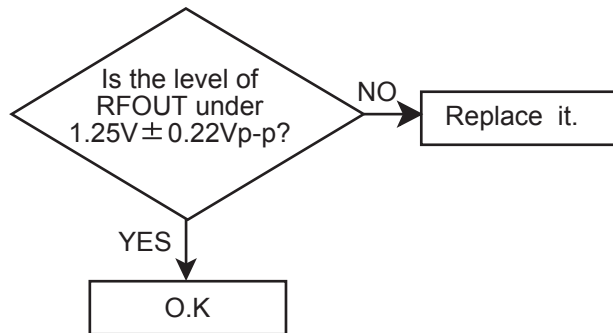 Is the level of
RFOUT under
1.25V±0.22Vp-p?
NO
Replace it.
YES
O.K